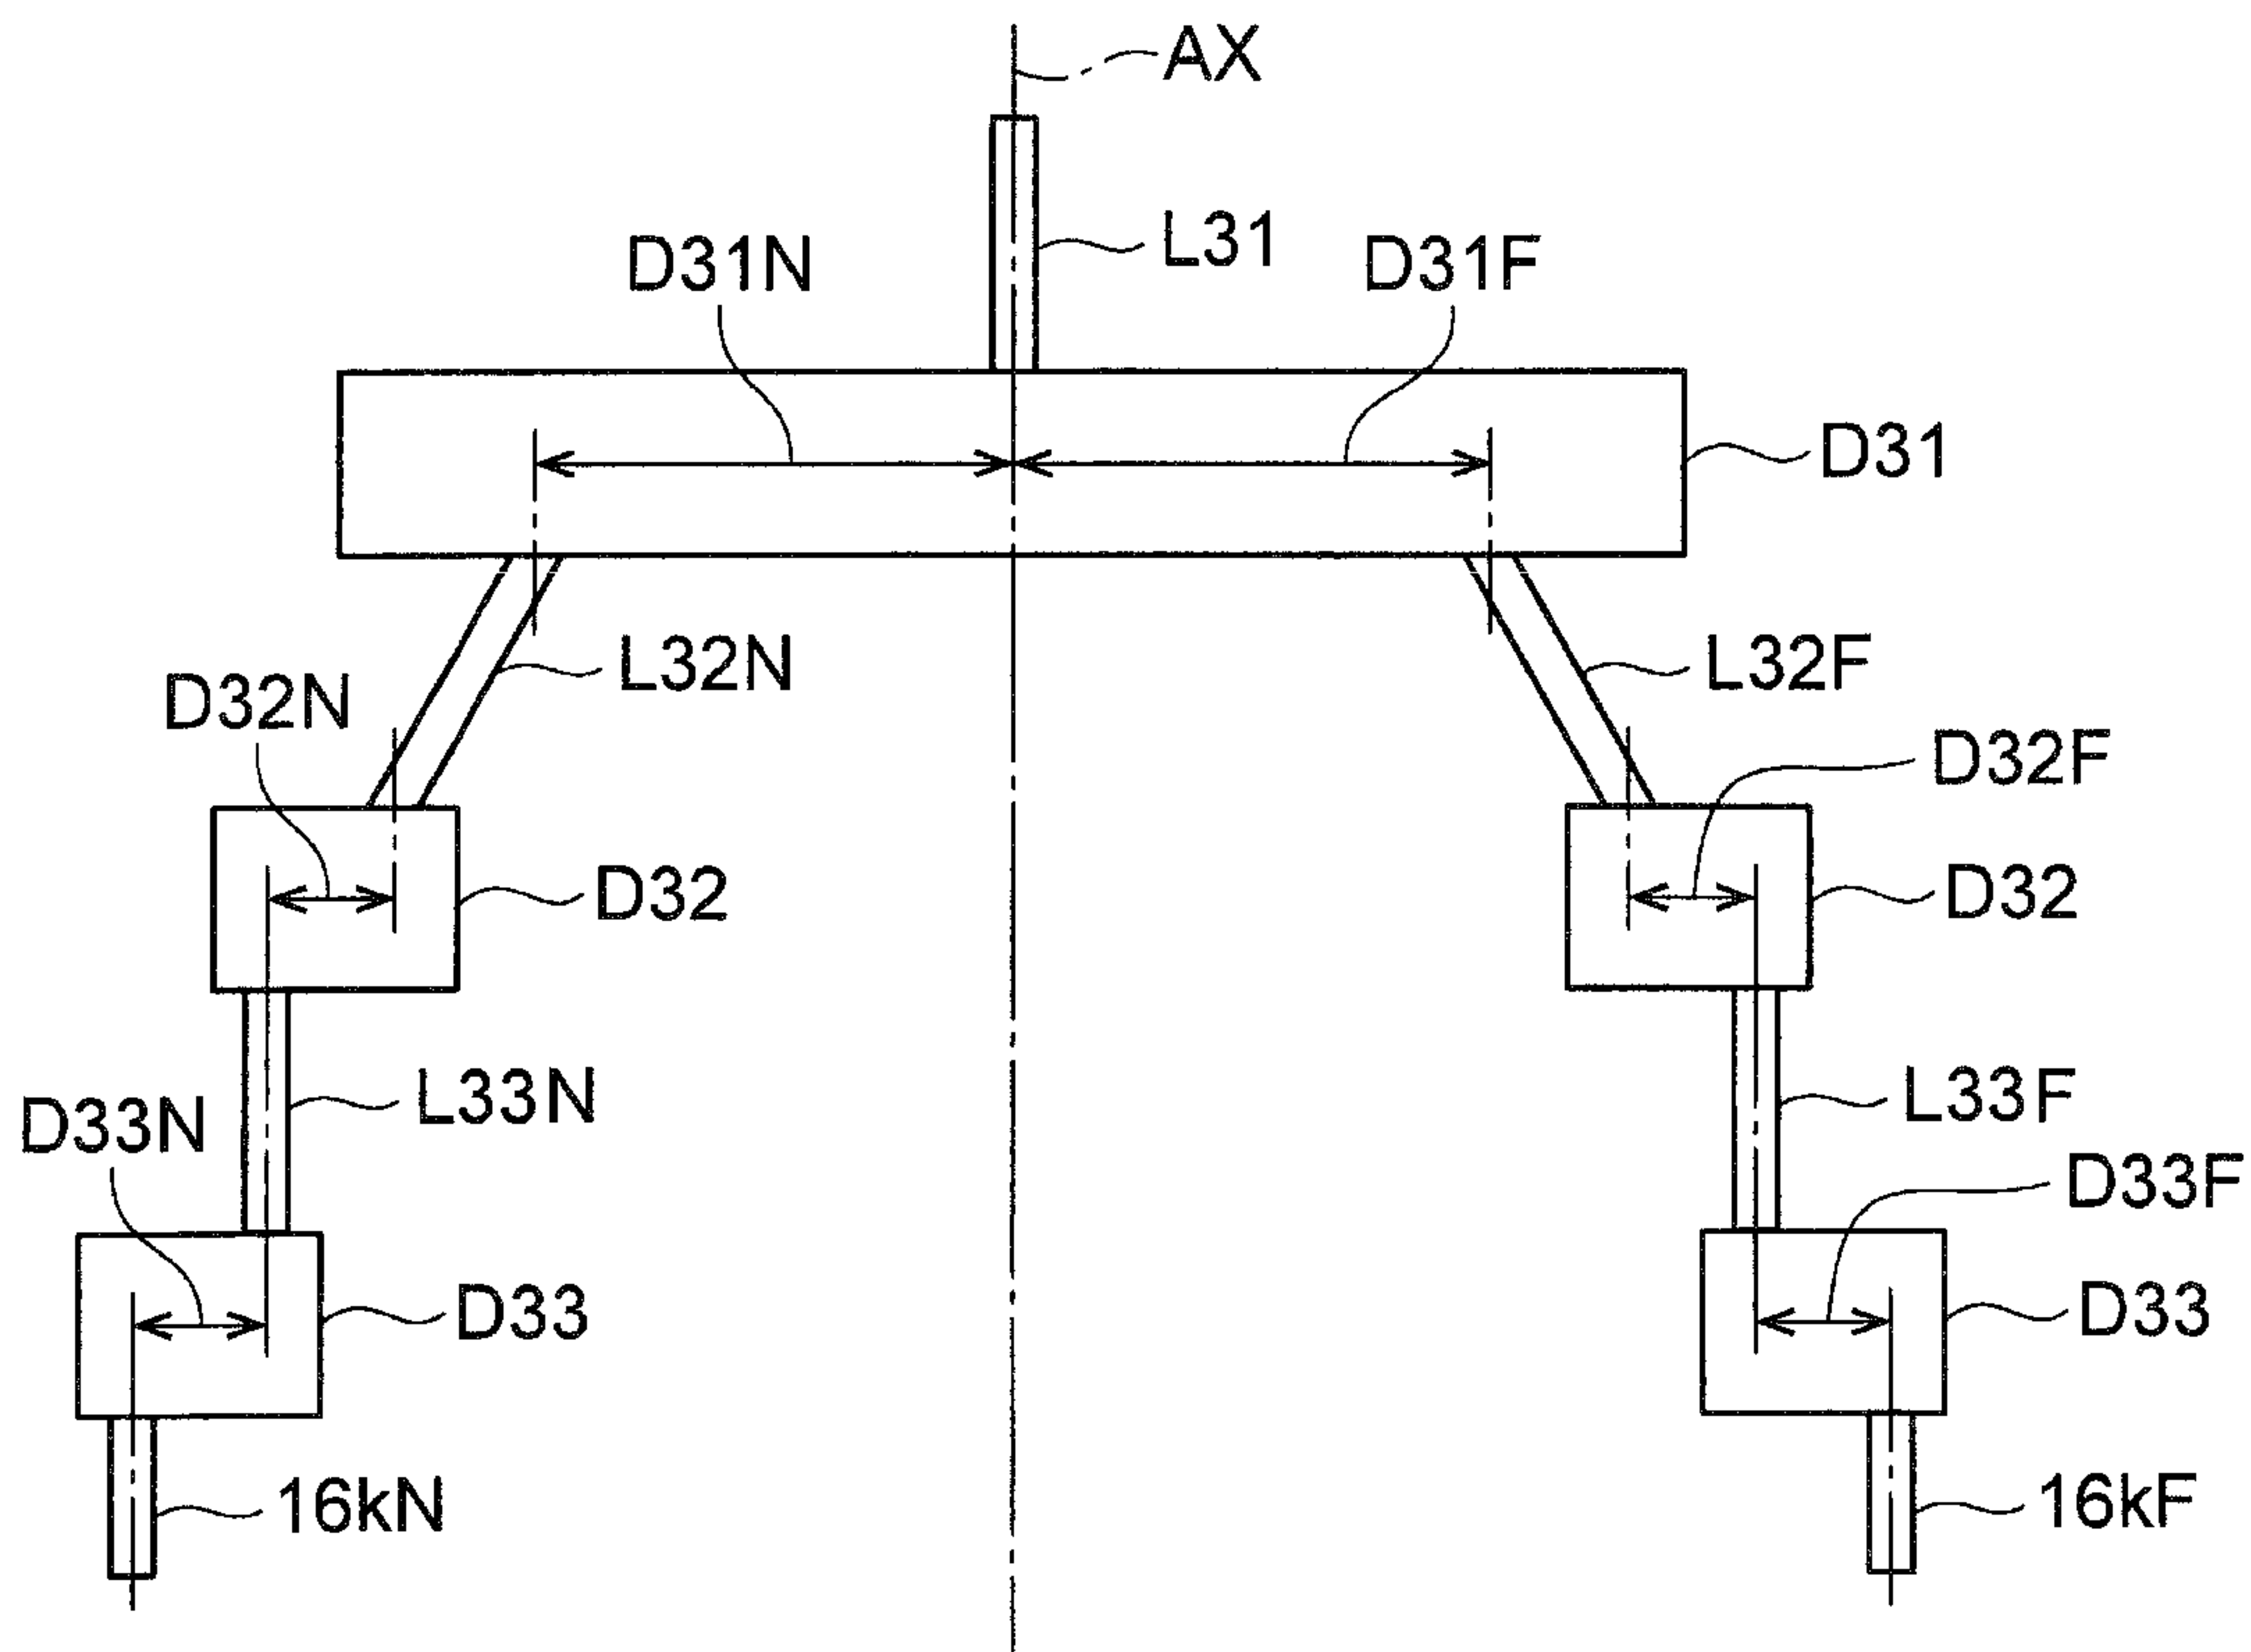 AX
L31
D31N
D31F
D31
L32N
L32F
D32N
D32F
D32
D32
L33N
L33F
D33N
D33F
D33
D33
16kN
16kF